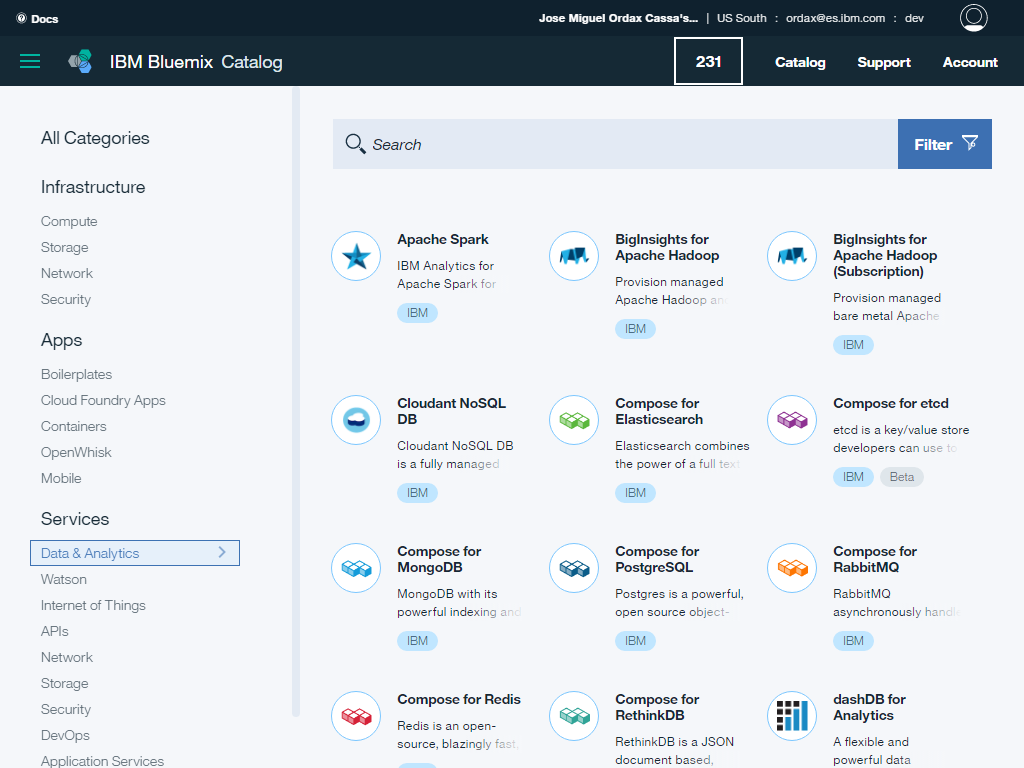 Docs
Jose Miguel Ordax Cassa's... | US South : ordax@es.ibm.com : dev
IBM Bluemix Catalog
231
Catalog
Support
Account
All Categories
Infrastructure
Compute
Storage
Network
Security
Apps
Boilerplates
Cloud Foundry Apps
Containers
OpenWhisk
Mobile
Services
Data & Analytics
Watson
Internet of Things
APIs
Network
Storage
Security
DevOps
Application Services
Search
Filter
Apache Spark
IBM Analytics for
Apache Spark for
IBM
BigInsights for
Apache Hadoop
Provision managed
Apache Hadoop an
IBM
BigInsights for
Apache Hadoop
(Subscription)
Provision managed
bare metal Apache
IBM
Cloudant NoSQL
DB
Cloudant NoSQL DB
is a fully managed
IBM
Compose for
Elasticsearch
Elasticsearch combines
the power of a full text
IBM
Compose for etcd
etcd is a key/value store
developers can use to
IBM Beta
Compose for
MongoDB
MongoDB with its
powerful indexing and
IBM
Compose for
PostgreSQL
Postgres is a powerful,
open source object-
IBM
Compose for
RabbitMQ
RabbitMQ
asynchronously handle
IBM
Compose for Redis
Redis is an open-
source, blazingly fast,
Compose for
RethinkDB
RethinkDB is a JSON
document based,
dashDB for
Analytics
A flexible and
powerful data